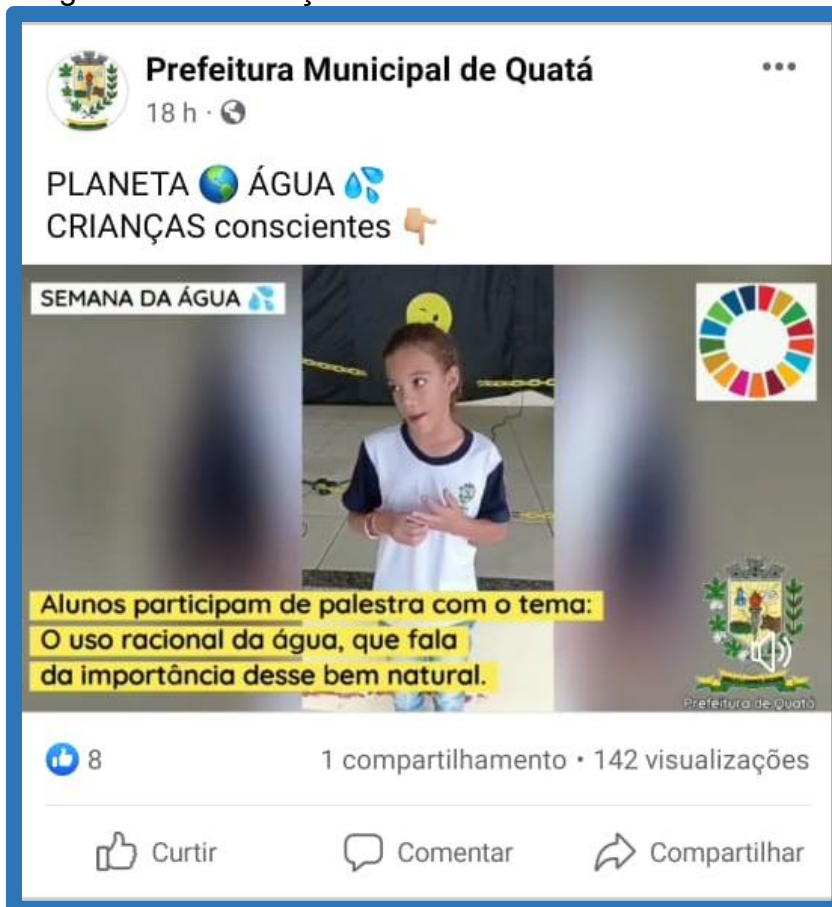 Prefeitura Municipal de Quatá
18 h ·
PLANETA 🌎 ÁGUA 💦
CRIANÇAS conscientes 👇🏼
SEMANA DA ÁGUA 💦
Alunos participam de palestra com o tema:
O uso racional da água, que fala
da importância desse bem natural.
Prefeitura de Quatá
8
1 compartilhamento • 142 visualizações
Curtir
Comentar
Compartilhar